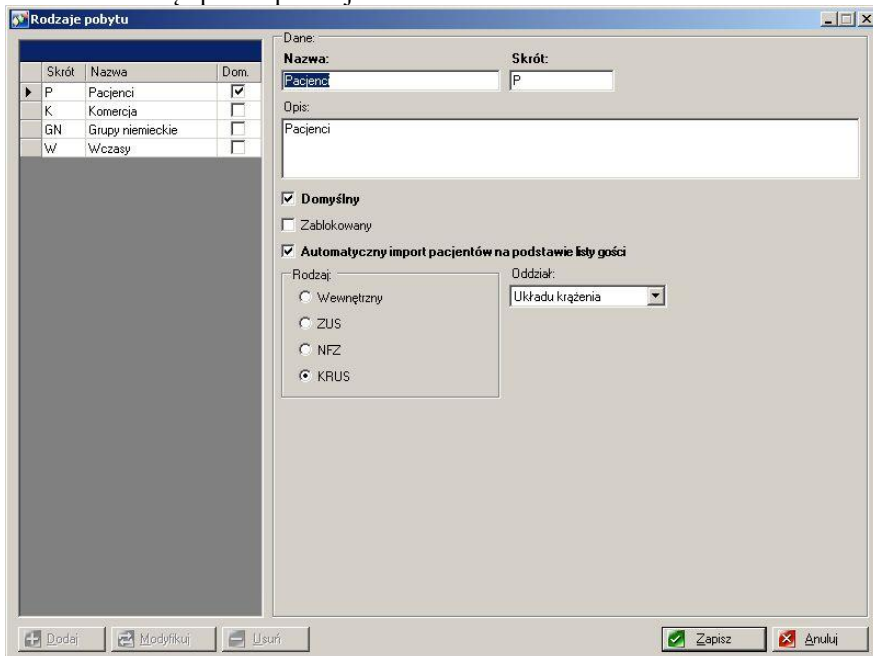 Rodzaje pobytu
Skrót Nazwa Dom.
P Pacjenci
K Komercja
GN Grupy niemieckie
W Wczasy
Dane:
Nazwa: Skrót:
Pacjenci P
Opis:
Pacjenci
Domyślny
Zablokowany
Automatyczny import pacjentów na podstawie listy gości
Rodzaj: Oddział:
Wewnętrzny Układu krążenia
ZUS
NFZ
KRUS
Dodaj Modyfikuj Usuń Zapisz Anuluj